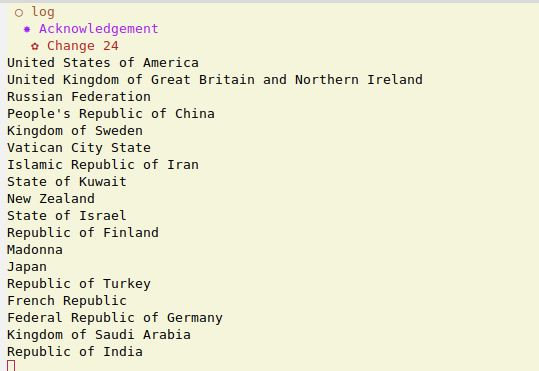 log
Acknowledgement
Change 24
United States of America
United Kingdom of Great Britain and Northern Ireland
Russian Federation
People's Republic of China
Kingdom of Sweden
Vatican City State
Islamic Republic of Iran
State of Kuwait
New Zealand
State of Israel
Republic of Finland
Madonna
Japan
Republic of Turkey
French Republic
Federal Republic of Germany
Kingdom of Saudi Arabia
Republic of India